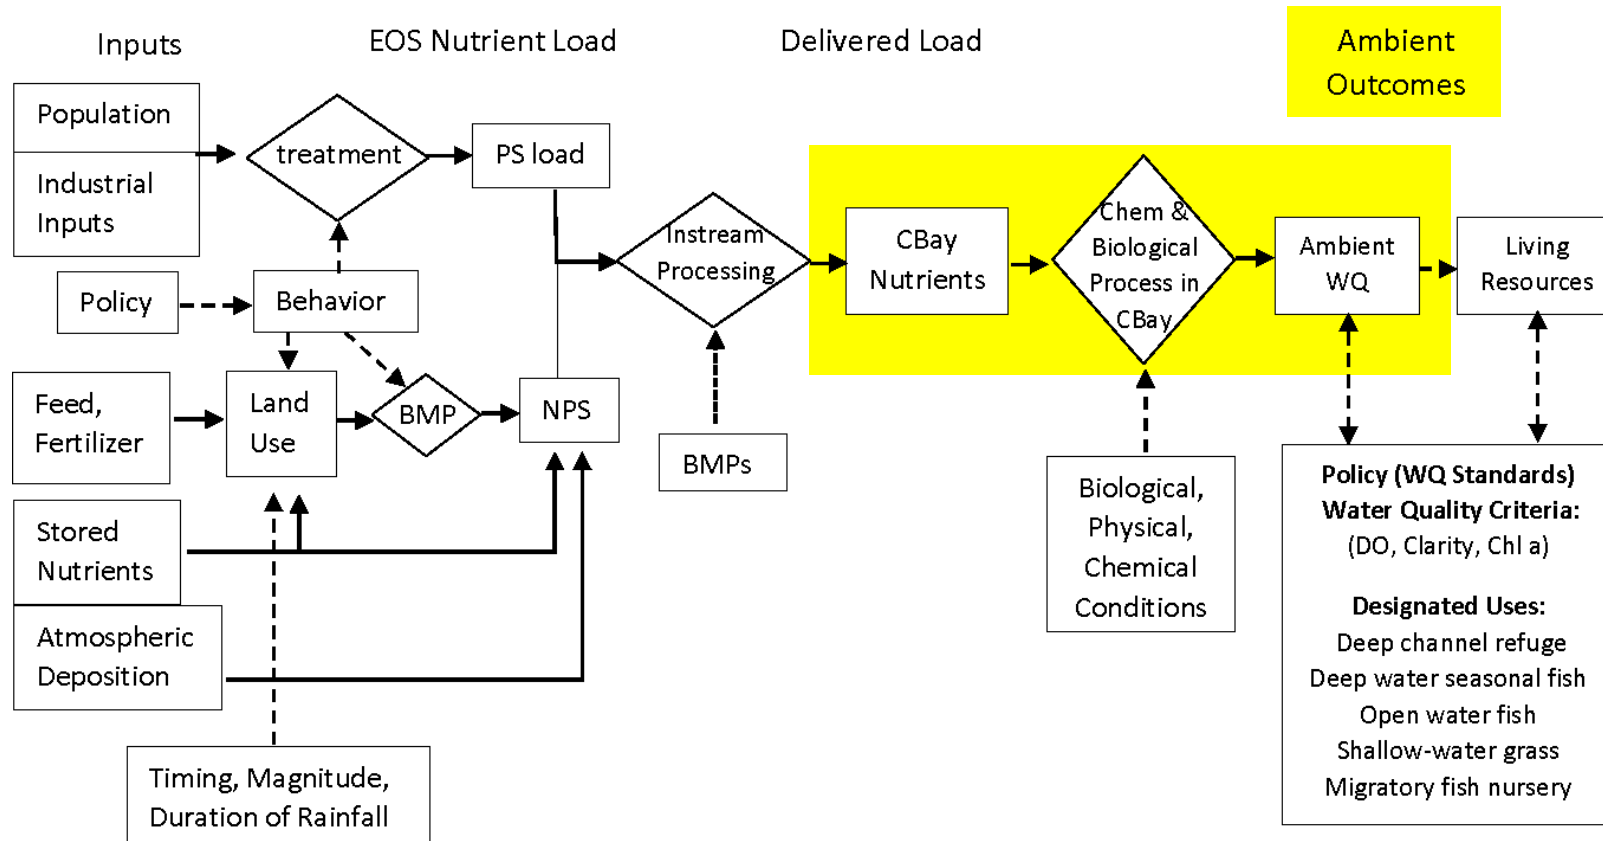 Inputs
EOS Nutrient Load
Delivered Load
Ambient
Outcomes
Population
Industrial
Inputs
treatment
PS load
Policy
Behavior
Feed,
Fertilizer
Land
Use
BMP
NPS
Stored
Nutrients
Atmospheric
Deposition
Timing, Magnitude,
Duration of Rainfall
Instream
Processing
BMPs
CBay
Nutrients
Chem &
Biological
Process in
CBay
Biological,
Physical,
Chemical
Conditions
Ambient
WQ
Living
Resources
Policy (WQ Standards)
Water Quality Criteria:
(DO, Clarity, Chl a)
Designated Uses:
Deep channel refuge
Deep water seasonal fish
Open water fish
Shallow-water grass
Migratory fish nursery